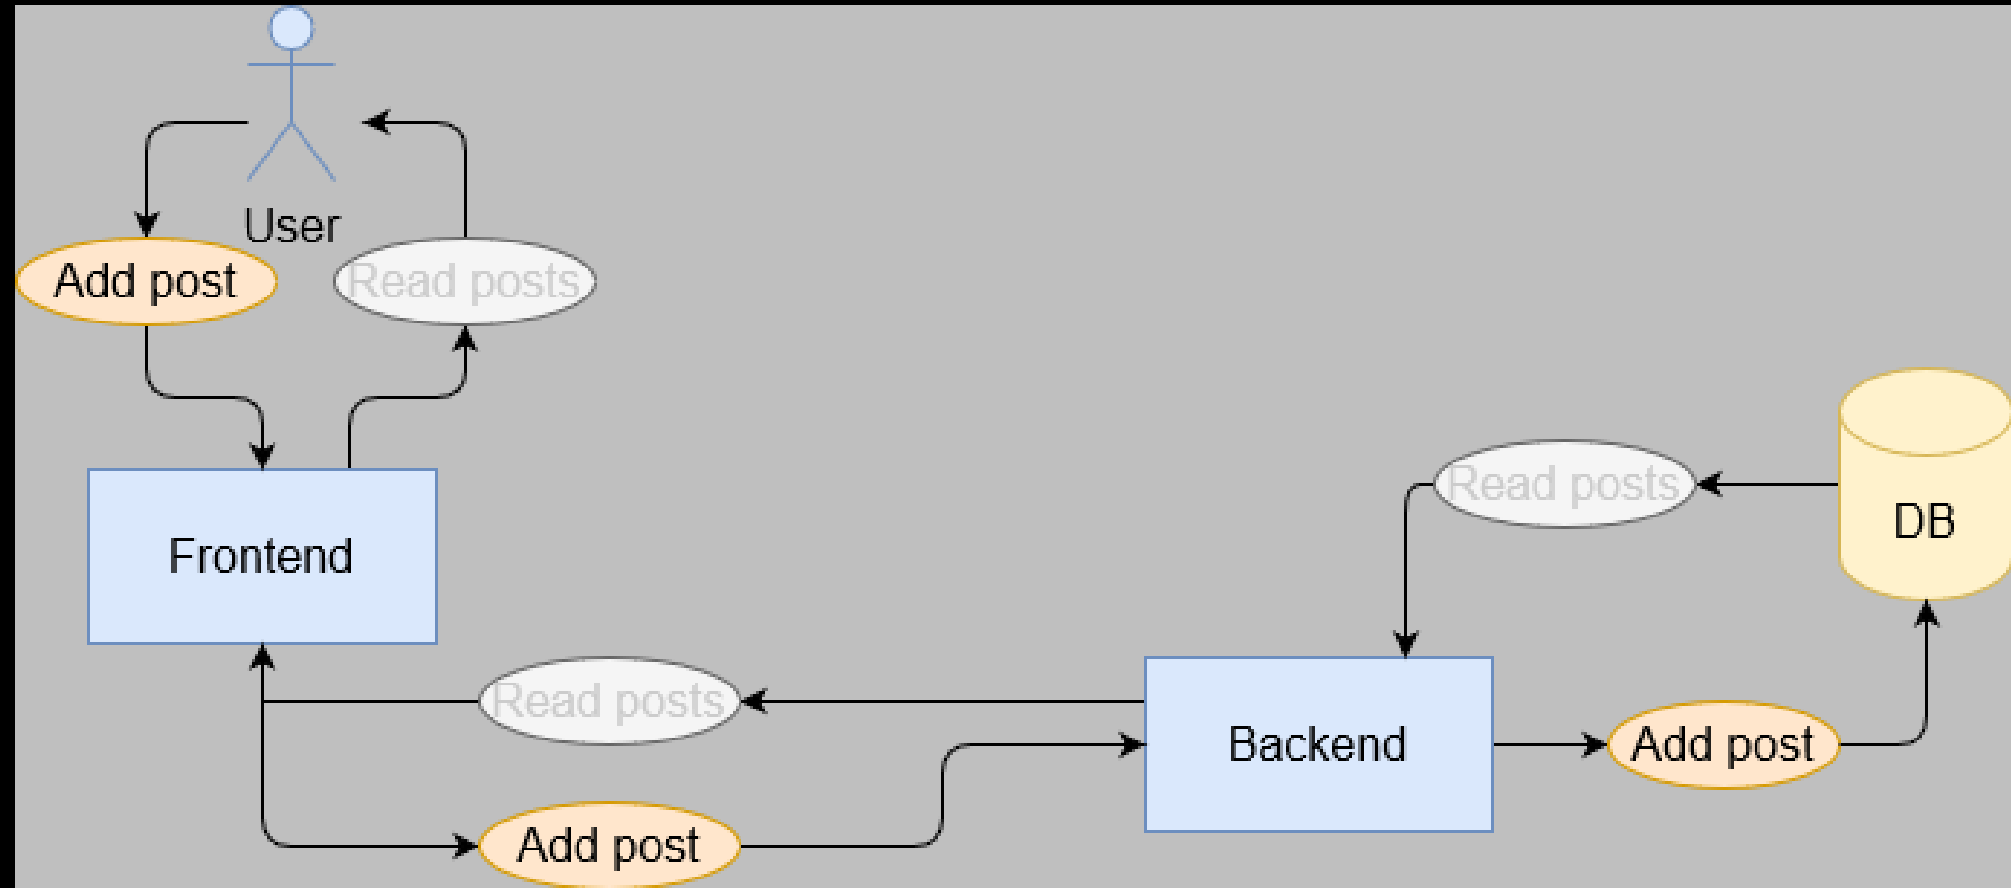 User
Add post
Read posts
Frontend
Read posts
DB
Read posts
Backend
Add post
Add post